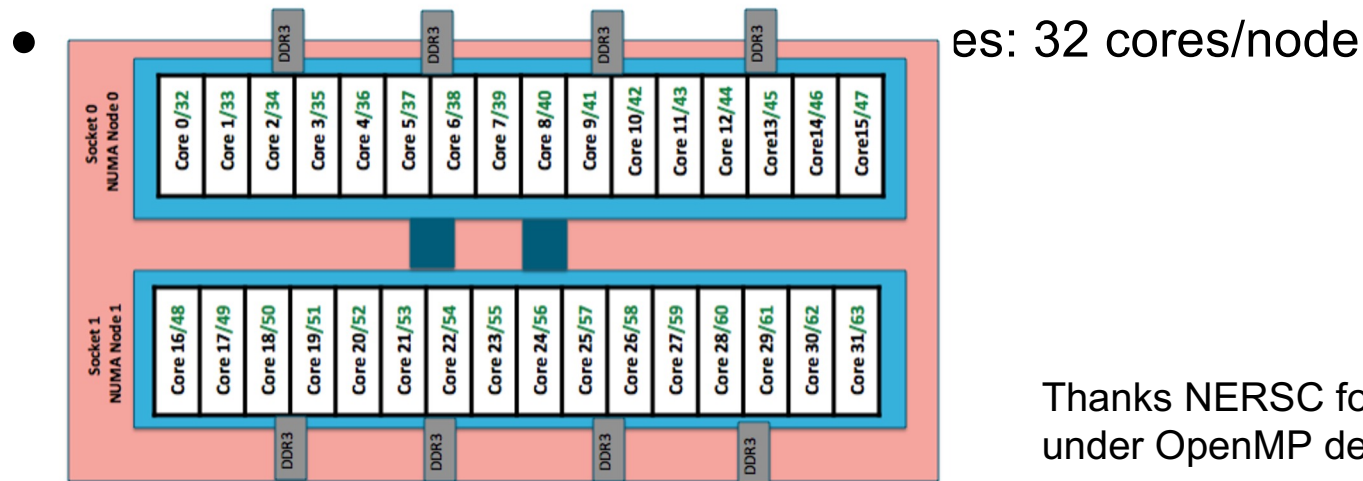 ● es: 32 cores/node
DDR3 DDR3 DDR3 DDR3
Socket 0
NUMA Node 0
Core 0/32
Core 1/33
Core 2/34
Core 3/35
Core 4/36
Core 5/37
Core 6/38
Core 7/39
Core 8/40
Core 9/41
Core 10/42
Core 11/43
Core 12/44
Core13/45
Core14/46
Core15/47
Socket 1
NUMA Node 1
Core 16/48
Core 17/49
Core 18/50
Core 19/51
Core 20/52
Core 21/53
Core 22/54
Core 23/55
Core 24/56
Core 25/57
Core 26/58
Core 27/59
Core 28/60
Core 29/61
Core 30/62
Core 31/63
DDR3 DDR3 DDR3 DDR3
Thanks NERSC fo
under OpenMP de